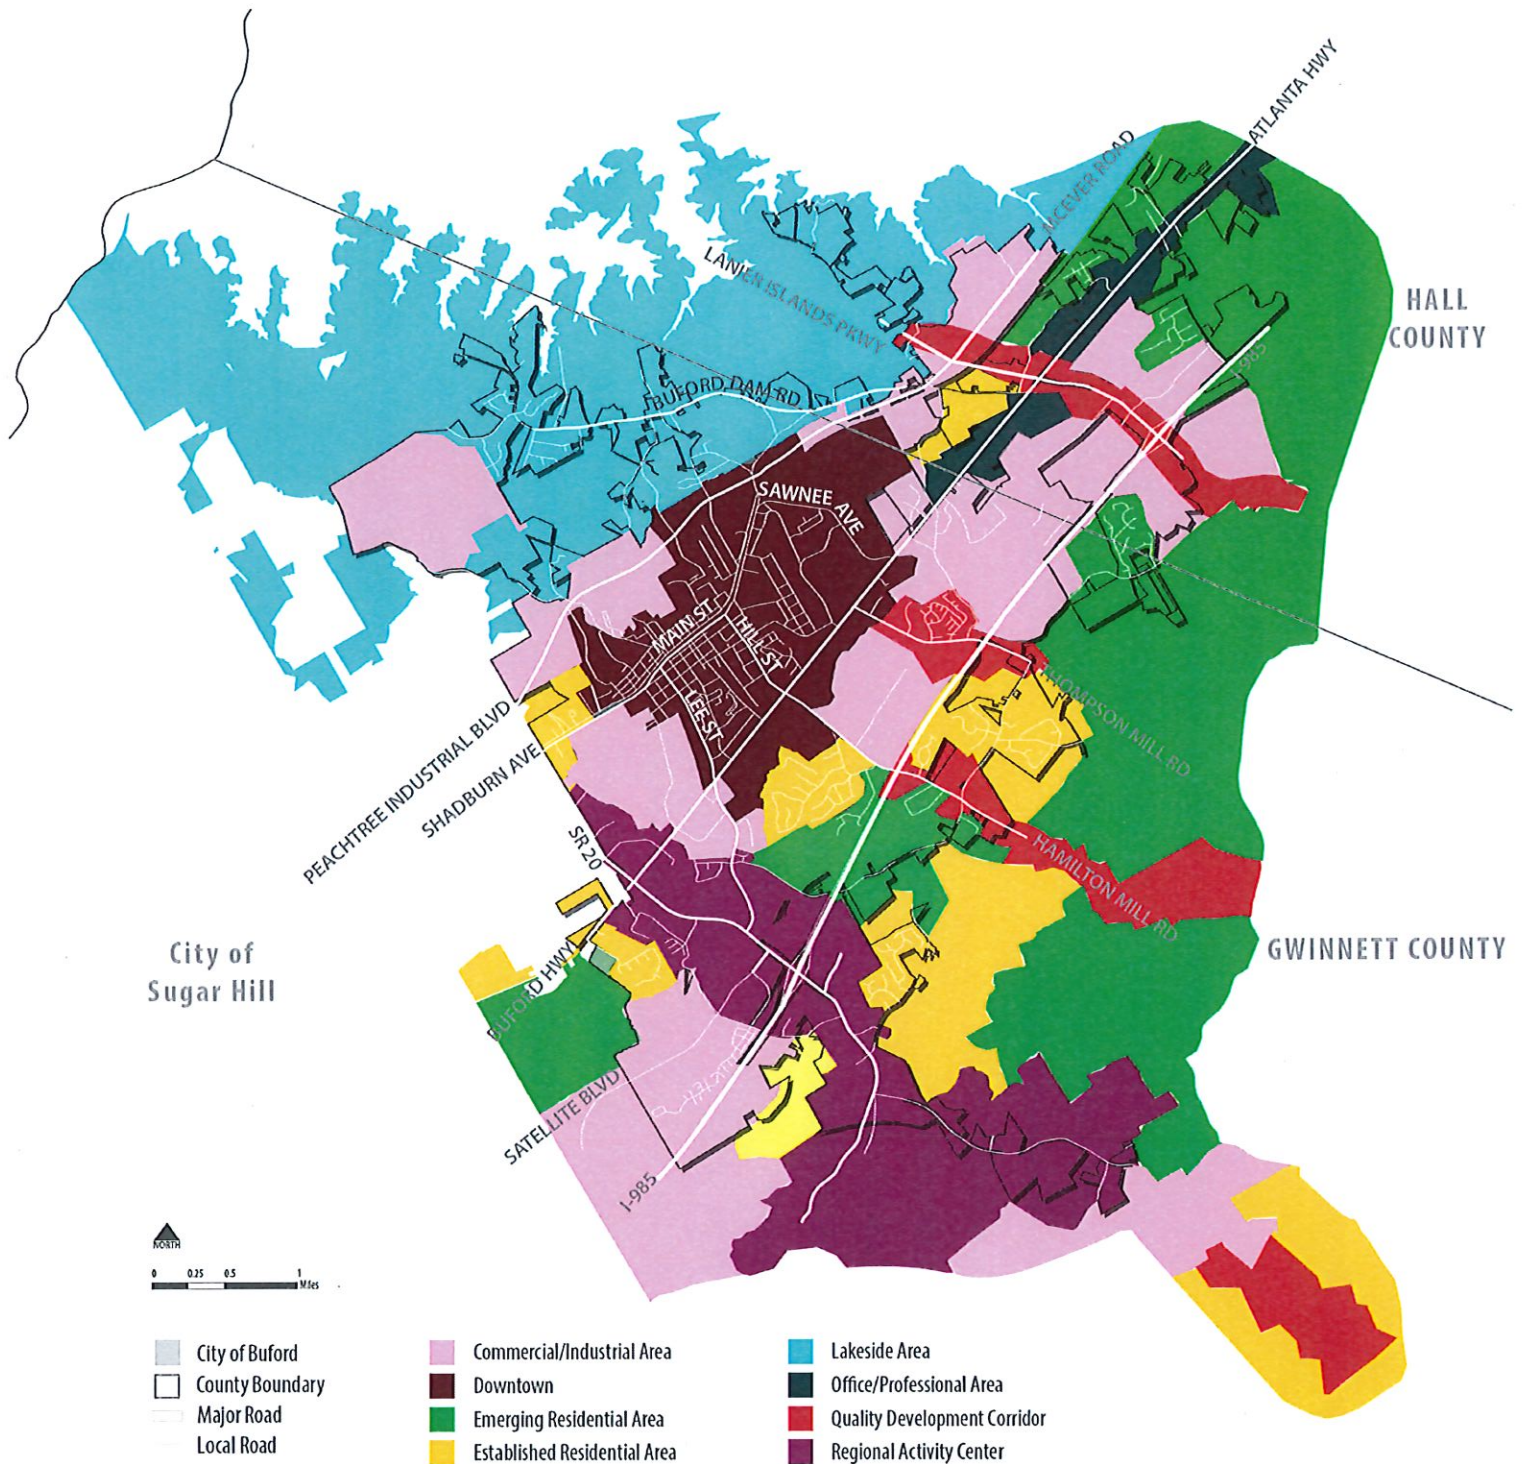 ATLANTA HWY
MCEVER ROAD
LANIER ISLANDS PRKWY
HALL
COUNTY
I-985
BUFORD DAM RD
SAWNEE AVE
MAIN ST
HILL ST
LEE ST
THOMPSON MILL RD
PEACHTREE INDUSTRIAL BLVD
SHADBURN AVE
SR 20
HAMILTON MILL RD
City of
Sugar Hill
BUFORD HWY
GWINNETT COUNTY
SATELLITE BLVD
I-985
NORTH
0 0.25 0.5 1
Miles
City of Buford
County Boundary
Major Road
Local Road
Commercial/Industrial Area
Downtown
Emerging Residential Area
Established Residential Area
Lakeside Area
Office/Professional Area
Quality Development Corridor
Regional Activity Center